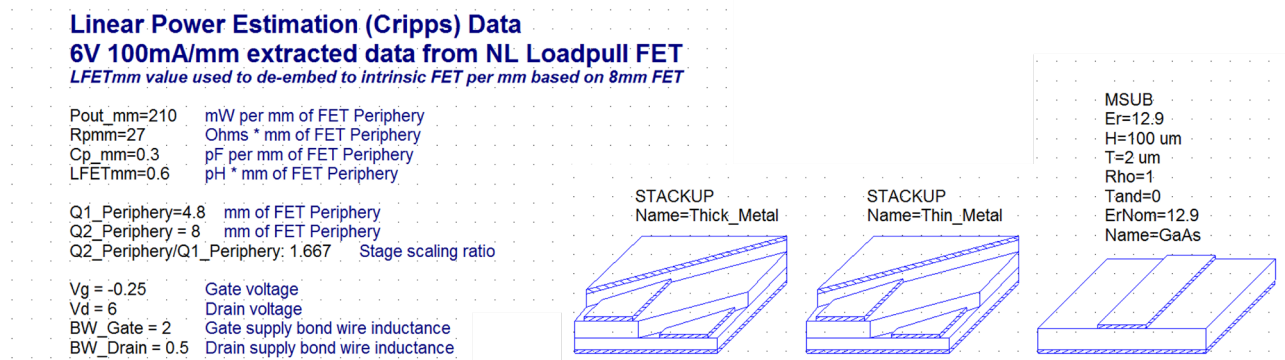 Linear Power Estimation (Cripps) Data
6V 100mA/mm extracted data from NL Loadpull FET
LFETmm value used to de-embed to intrinsic FET per mm based on 8mm FET
Pout_mm=210 mW per mm of FET Periphery
Rpmm=27 Ohms * mm of FET Periphery
Cp_mm=0.3 pF per mm of FET Periphery
LFETmm=0.6 pH * mm of FET Periphery
Q1_Periphery=4.8 mm of FET Periphery
Q2_Periphery = 8 mm of FET Periphery
Q2_Periphery/Q1_Periphery: 1.667 Stage scaling ratio
Vg = -0.25 Gate voltage
Vd = 6 Drain voltage
BW_Gate = 2 Gate supply bond wire inductance
BW_Drain = 0.5 Drain supply bond wire inductance
STACKUP
Name=Thick_Metal
STACKUP
Name=Thin_Metal
MSUB
Er=12.9
H=100 um
T=2 um
Rho=1
Tand=0
ErNom=12.9
Name=GaAs